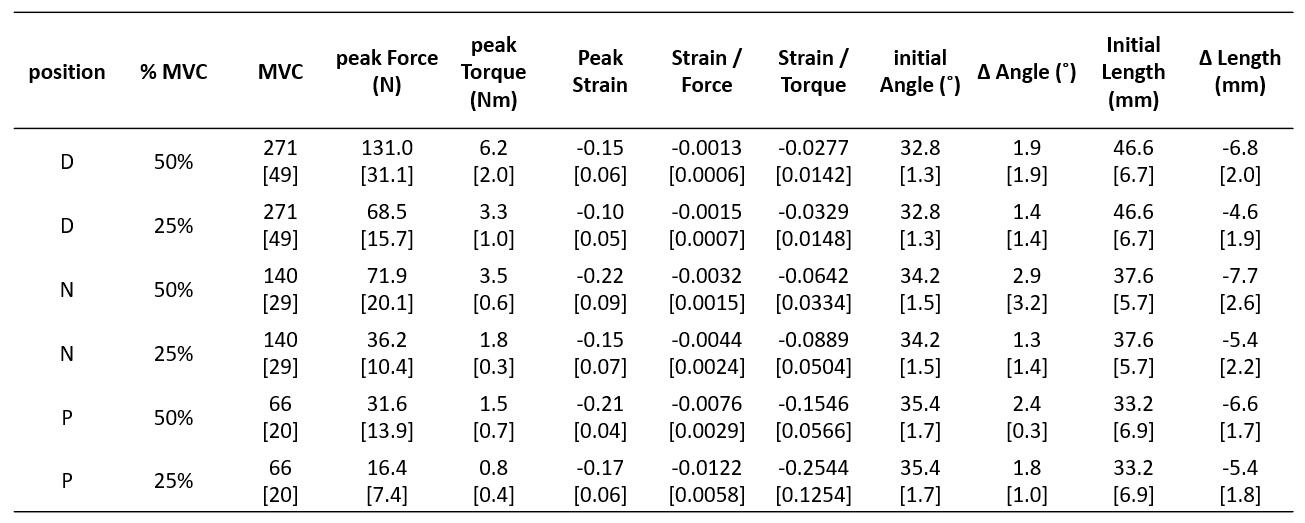 position % MVC MVC peak Force (N) peak Torque (Nm) Peak Strain Strain / Force Strain / Torque initial Angle (˚) Δ Angle (˚) Initial Length (mm) Δ Length (mm)
D 50% 271 131.0 6.2 -0.15 -0.0013 -0.0277 32.8 1.9 46.6 -6.8
[49] [31.1] [2.0] [0.06] [0.0006] [0.0142] [1.3] [1.9] [6.7] [2.0]
D 25% 271 68.5 3.3 -0.10 -0.0015 -0.0329 32.8 1.4 46.6 -4.6
[49] [15.7] [1.0] [0.05] [0.0007] [0.0148] [1.3] [1.4] [6.7] [1.9]
N 50% 140 71.9 3.5 -0.22 -0.0032 -0.0642 34.2 2.9 37.6 -7.7
[29] [20.1] [0.6] [0.09] [0.0015] [0.0334] [1.5] [3.2] [5.7] [2.6]
N 25% 140 36.2 1.8 -0.15 -0.0044 -0.0889 34.2 1.3 37.6 -5.4
[29] [10.4] [0.3] [0.07] [0.0024] [0.0504] [1.5] [1.4] [5.7] [2.2]
P 50% 66 31.6 1.5 -0.21 -0.0076 -0.1546 35.4 2.4 33.2 -6.6
[20] [13.9] [0.7] [0.04] [0.0029] [0.0566] [1.7] [0.3] [6.9] [1.7]
P 25% 66 16.4 0.8 -0.17 -0.0122 -0.2544 35.4 1.8 33.2 -5.4
[20] [7.4] [0.4] [0.06] [0.0058] [0.1254] [1.7] [1.0] [6.9] [1.8]